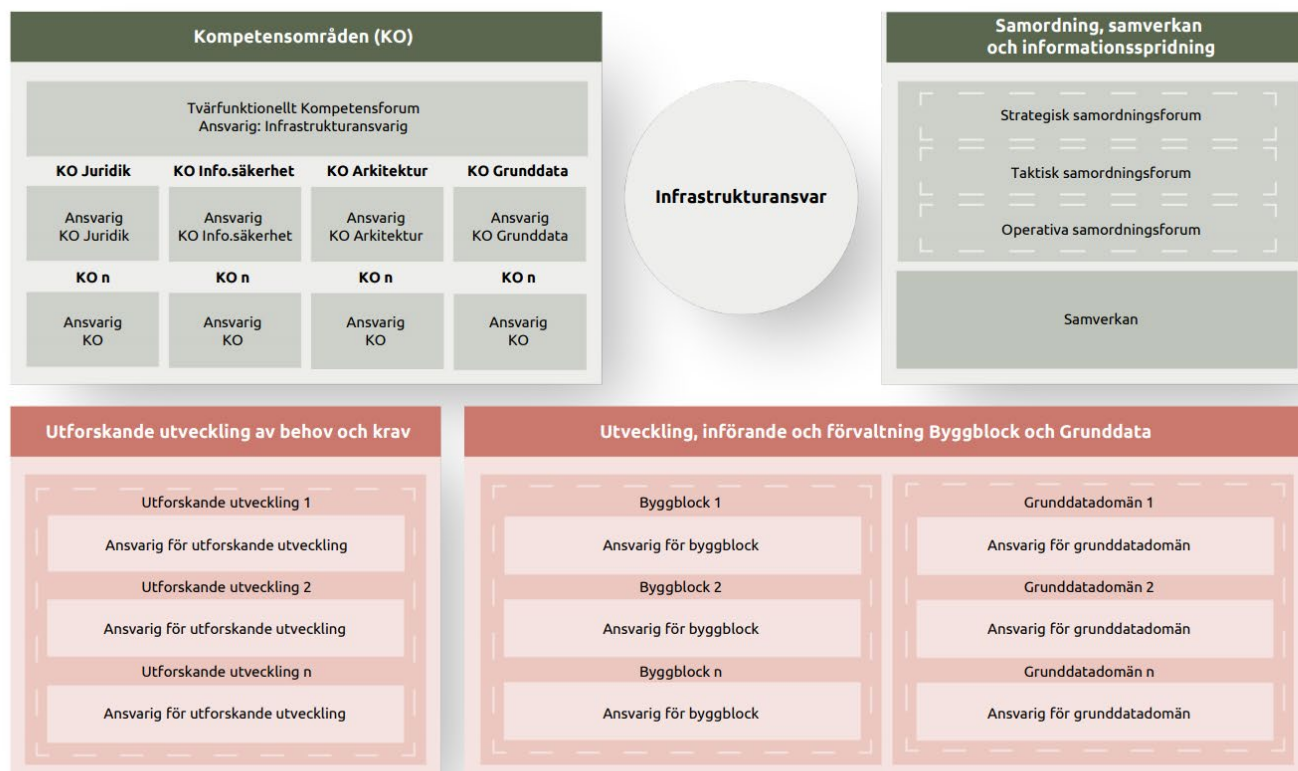 Kompetensområden (KO)
Tvärfunktionellt Kompetensforum
Ansvarig: Infrastrukturansvarig
KO Juridik
KO Info.säkerhet
KO Arkitektur
KO Grunddata
Ansvarig
KO Juridik
Ansvarig
KO Info.säkerhet
Ansvarig
KO Arkitektur
Ansvarig
KO Grunddata
KO n
KO n
KO n
KO n
Ansvarig
KO
Ansvarig
KO
Ansvarig
KO
Ansvarig
KO
Infrastrukturansvar
Samordning, samverkan
och informationsspridning
Strategisk samordningsforum
Taktisk samordningsforum
Operativa samordningsforum
Samverkan
Utforskande utveckling av behov och krav
Utforskande utveckling 1
Ansvarig för utforskande utveckling
Utforskande utveckling 2
Ansvarig för utforskande utveckling
Utforskande utveckling n
Ansvarig för utforskande utveckling
Utveckling, införande och förvaltning Byggblock och Grunddata
Byggblock 1
Ansvarig för byggblock
Byggblock 2
Ansvarig för byggblock
Byggblock n
Ansvarig för byggblock
Grunddatadomän 1
Ansvarig för grunddatadomän
Grunddatadomän 2
Ansvarig för grunddatadomän
Grunddatadomän n
Ansvarig för grunddatadomän